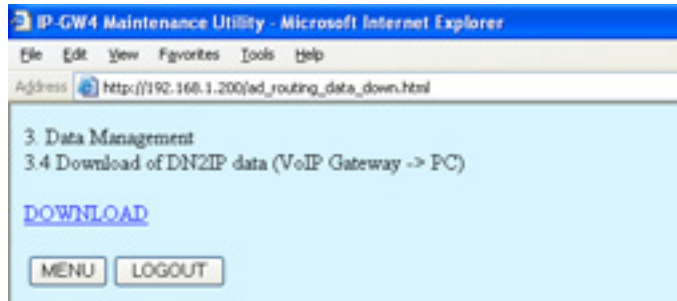 IP-GW4 Maintenance Utility - Microsoft Internet Explorer
File Edit View Favorites Tools Help
Address http://192.168.1.200/ad_routing_data_down.html
3. Data Management
3.4 Download of DN2IP data (VoIP Gateway -> PC)
DOWNLOAD
MENU LOGOUT